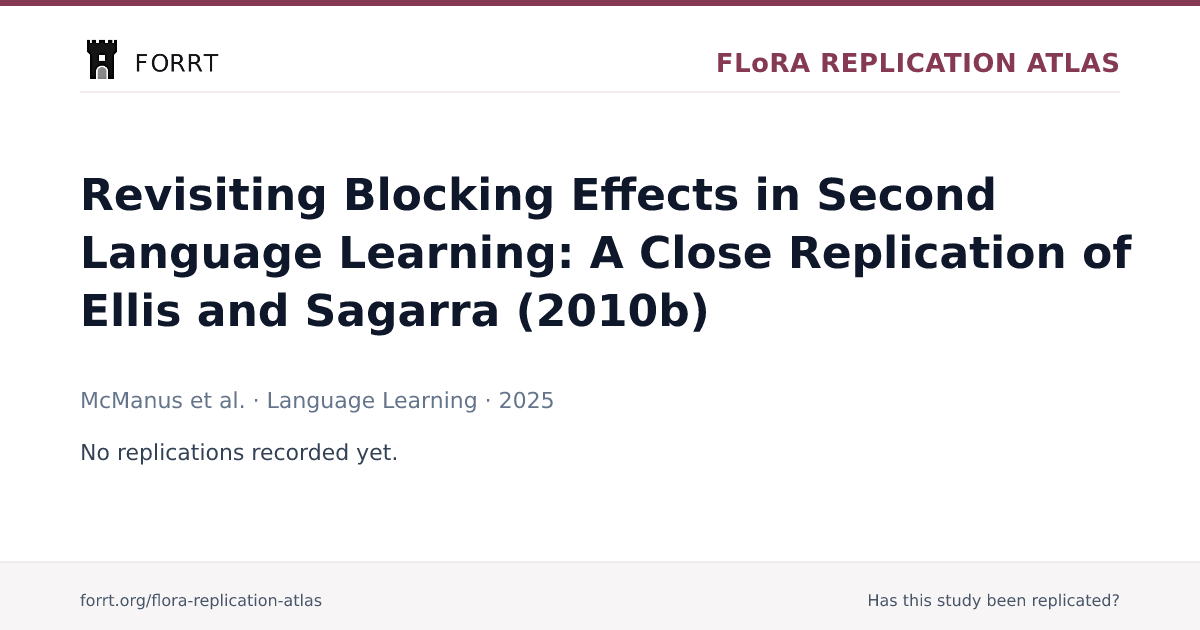 FORRT
FLoRA REPLICATION ATLAS
Revisiting Blocking Effects in Second
Language Learning: A Close Replication of
Ellis and Sagarra (2010b)
McManus et al. · Language Learning · 2025
No replications recorded yet.
forrt.org/flora-replication-atlas
Has this study been replicated?